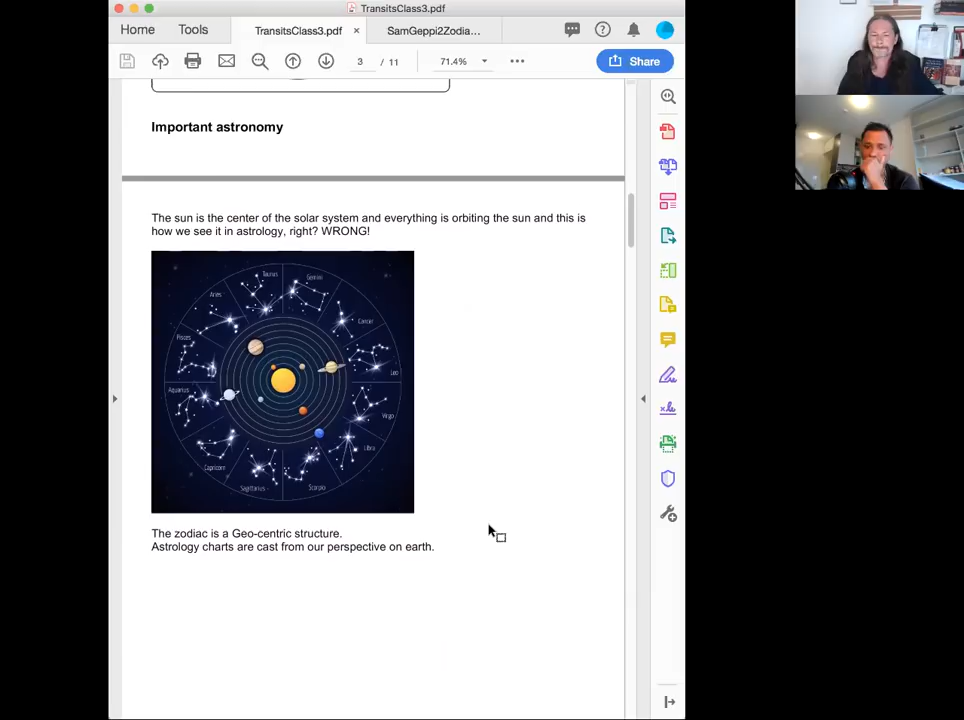 TransitsClass3.pdf
Home
Tools
TransitsClass3.pdf ×
SamGeppi2Zodia...
3 / 11
71.4%
Share
Important astronomy
The sun is the center of the solar system and everything is orbiting the sun and this is
how we see it in astrology, right? WRONG!
Taurus
Gemini
Aries
Cancer
Pisces
Leo
Aquarius
Virgo
Libra
Capricorn
Sagittarius
Scorpio
The zodiac is a Geo-centric structure.
Astrology charts are cast from our perspective on earth.